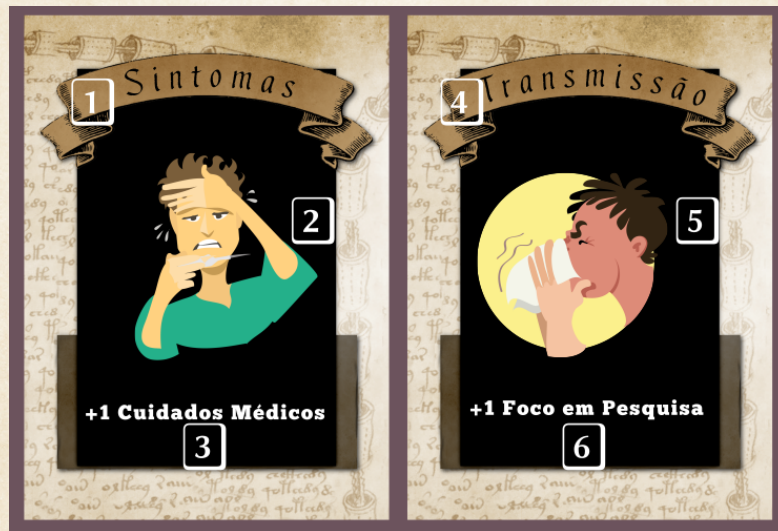 1
Sintomas
2
+1 Cuidados Médicos
3
4
Transmissão
5
+1 Foco em Pesquisa
6